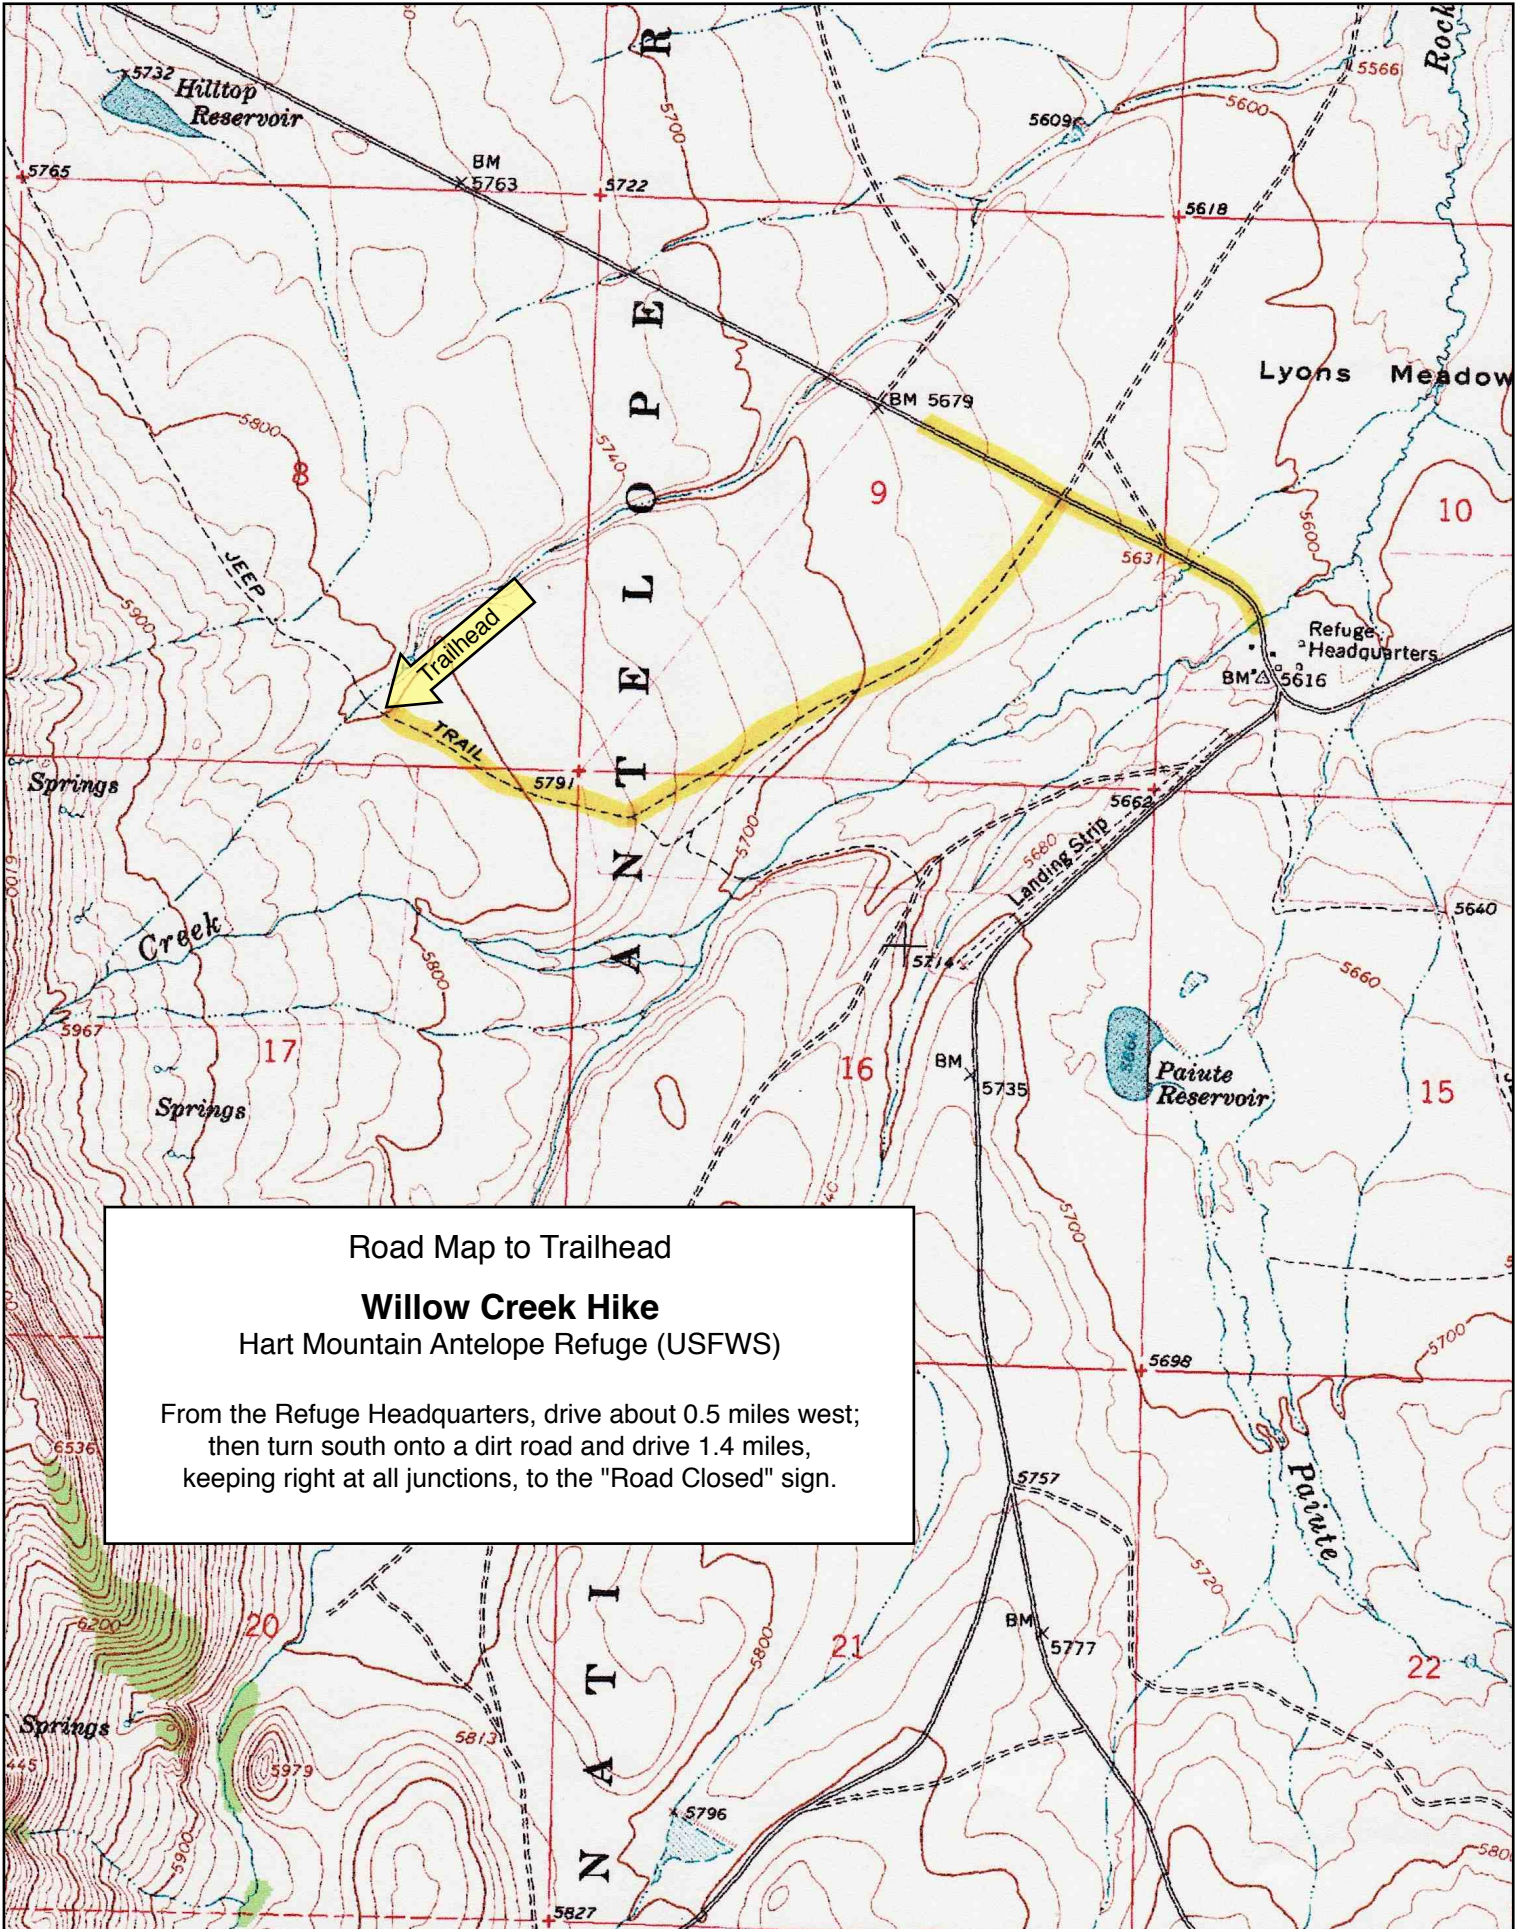 R
Rock
5732
Hilltop
Reservoir
5700
5609
5600
5566
5765
BM
5763
5722
5618
E
Lyons Meadow
BM 5679
P
5800
8
5740
9
O
10
5600
5631
JEEP
L
5900
Trailhead
Refuge
Headquarters
BM 5616
E
TRAIL
Springs
5791
T
5662
5700
5680
Landing Strip
N
5640
Creek
A
5714
5800
5660
5967
17
16
BM
5735
5664
Paiute
Reservoir
15
Springs
5700
Road Map to Trailhead
Willow Creek Hike
Hart Mountain Antelope Refuge (USFWS)
From the Refuge Headquarters, drive about 0.5 miles west;
then turn south onto a dirt road and drive 1.4 miles,
keeping right at all junctions, to the "Road Closed" sign.
5700
5698
6536
5757
Paiute
5720
I
6200
20
5800
21
BM
5777
22
T
Springs
5813
5979
A
5796
5900
N
5827